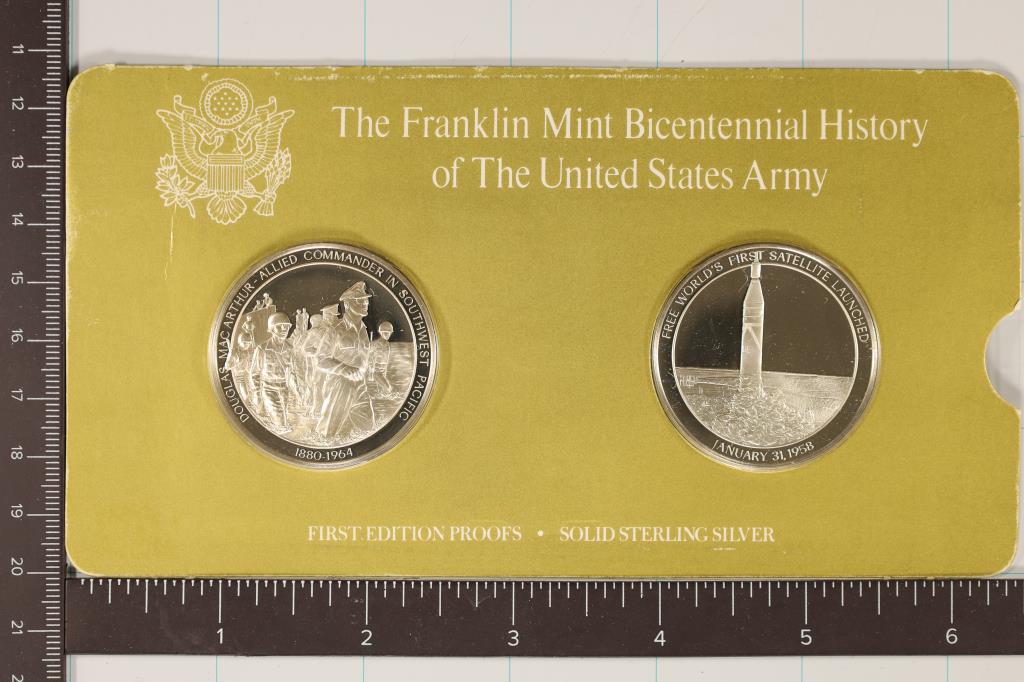 The Franklin Mint Bicentennial History
of The United States Army
DOUGLAS MAC ARTHUR - ALLIED COMMANDER IN SOUTHWEST PACIFIC
1880-1964
FREE WORLD'S FIRST SATELLITE LAUNCHED
JANUARY 31, 1958
FIRST EDITION PROOFS • SOLID STERLING SILVER
11
12
13
14
15
16
17
18
19
20
21
1 2 3 4 5 6